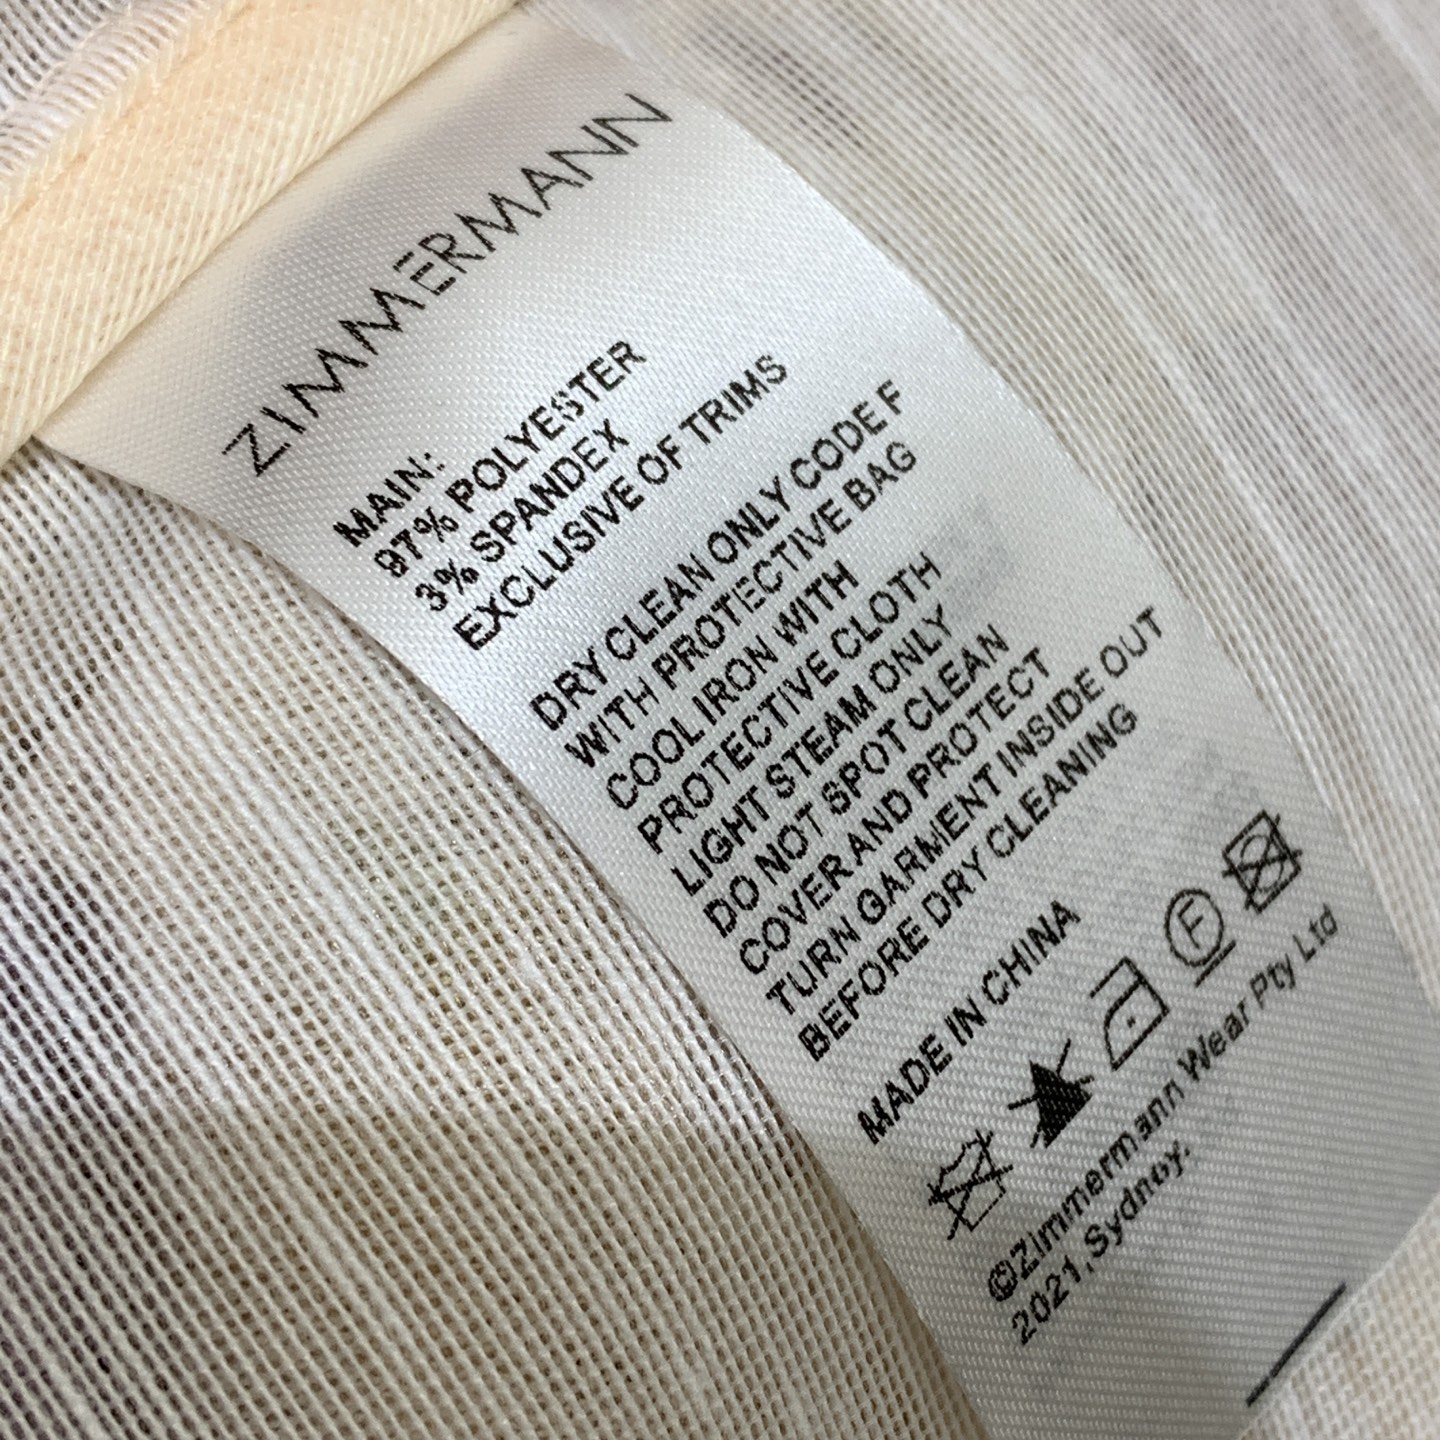 ZIMMERMANN
MAIN:
97% POLYESTER
3% SPANDEX
EXCLUSIVE OF TRIMS
DRY CLEAN ONLY CODE F
WITH PROTECTIVE BAG
COOL IRON WITH
PROTECTIVE CLOTH
LIGHT STEAM ONLY
DO NOT SPOT CLEAN
COVER AND PROTECT
TURN GARMENT INSIDE OUT
BEFORE DRY CLEANING
MADE IN CHINA
F
©Zimmermann Wear Pty Ltd
2021, Sydney.